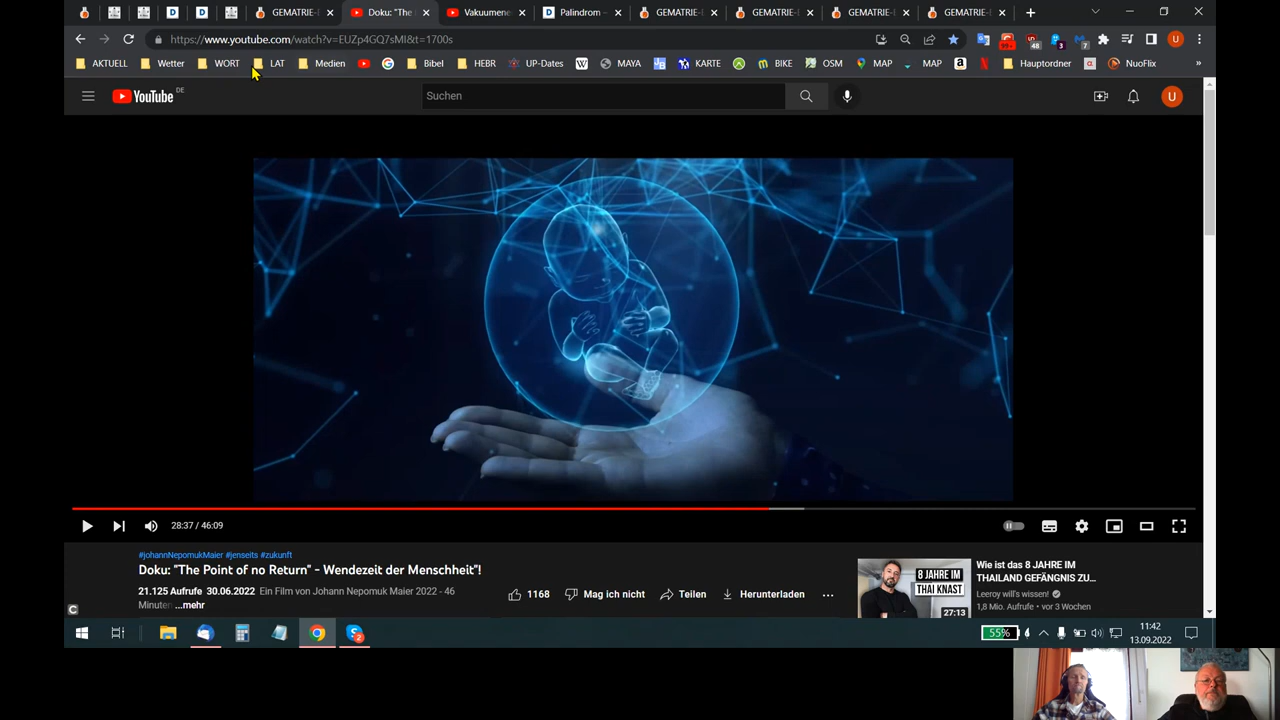 GEMATRIE-E
Doku: "The
Vakuumene
Palindrom –
GEMATRIE-
GEMATRIE-
GEMATRIE-
GEMATRIE-
https://www.youtube.com/watch?v=EUZp4GQ7sMI&t=1700s
AKTUELL Wetter WORT LAT Medien Bibel HEBR UP-Dates MAYA KARTE BIKE OSM MAP MAP Hauptordner NuoFlix »
YouTube DE
Suchen
U
28:37 / 46:09
#johannNepomukMaier #jenseits #zukunft
Doku: "The Point of no Return" - Wendezeit der Menschheit"!
21.125 Aufrufe 30.06.2022 Ein Film von Johann Nepomuk Maier 2022 - 46
Minuten ...mehr
1168 Mag ich nicht Teilen Herunterladen
8 JAHRE IM
THAI KNAST
27:13
Wie ist das 8 JAHRE IM
THAILAND GEFÄNGNIS ZU...
Leeroy will's wissen!
1,8 Mio. Aufrufe • vor 3 Wochen
55%
11:42
13.09.2022